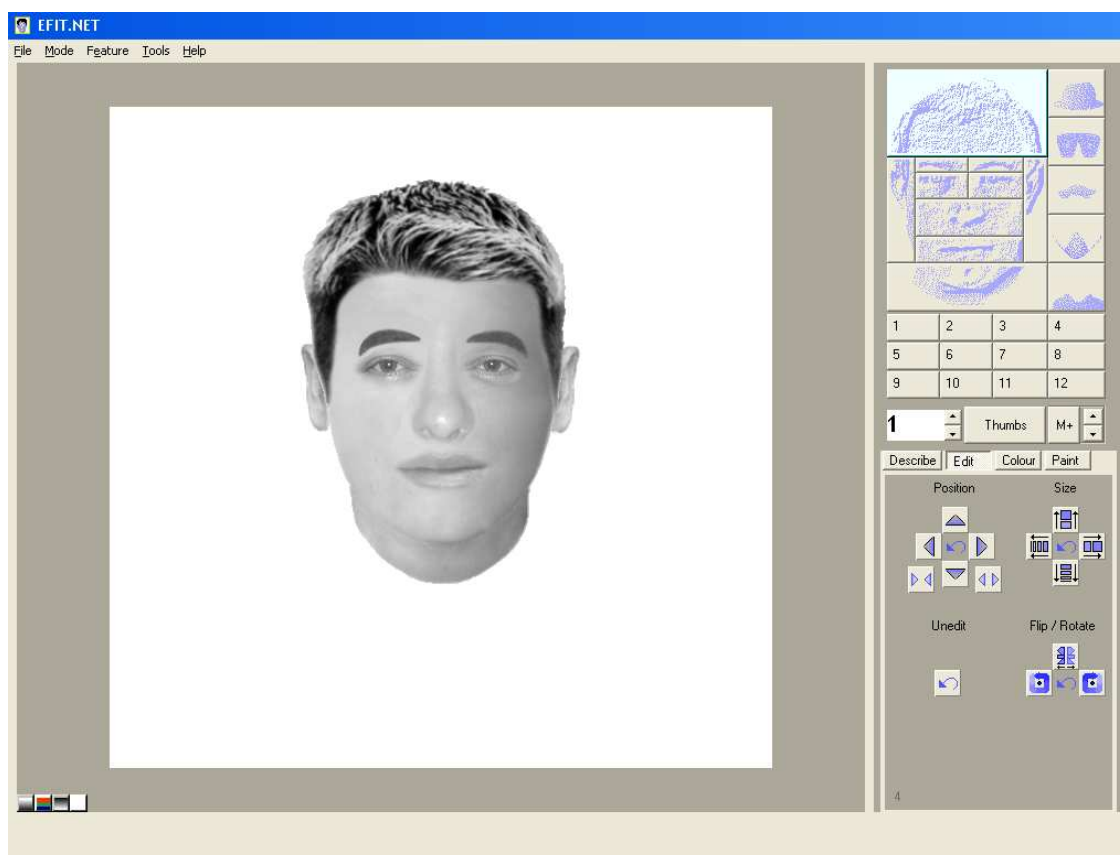 EFIT.NET
File Mode Feature Tools Help
1 2 3 4
5 6 7 8
9 10 11 12
1 Thumbs M+
Describe Edit Colour Paint
Position Size
Unedit Flip / Rotate
4